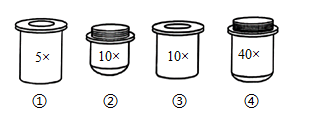 5× 10× 10× 40×
① ② ③ ④